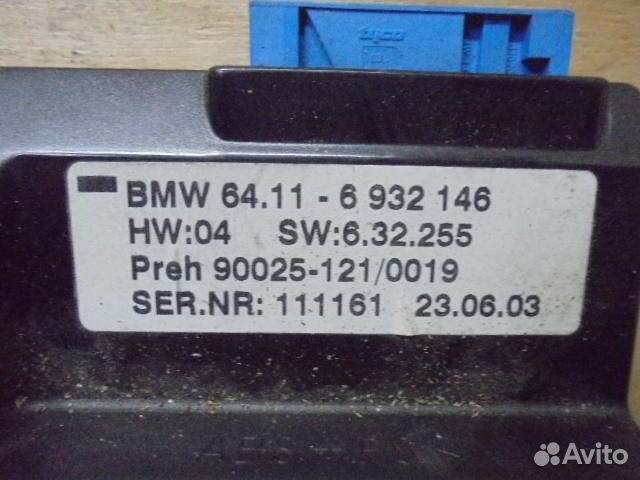 tyco
BMW 64.11 - 6 932 146
HW:04 SW:6.32.255
Preh 90025-121/0019
SER.NR: 111161 23.06.03
Avito